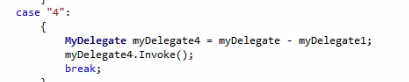 case "4":
{
MyDelegate myDelegate4 = myDelegate - myDelegate1;
myDelegate4.Invoke();
break;